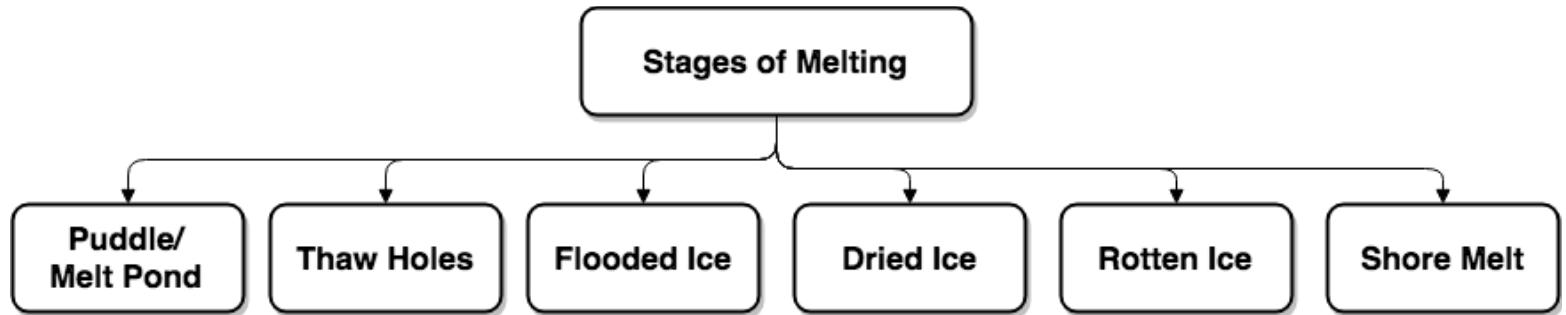 Stages of Melting
Puddle/
Melt Pond
Thaw Holes
Flooded Ice
Dried Ice
Rotten Ice
Shore Melt